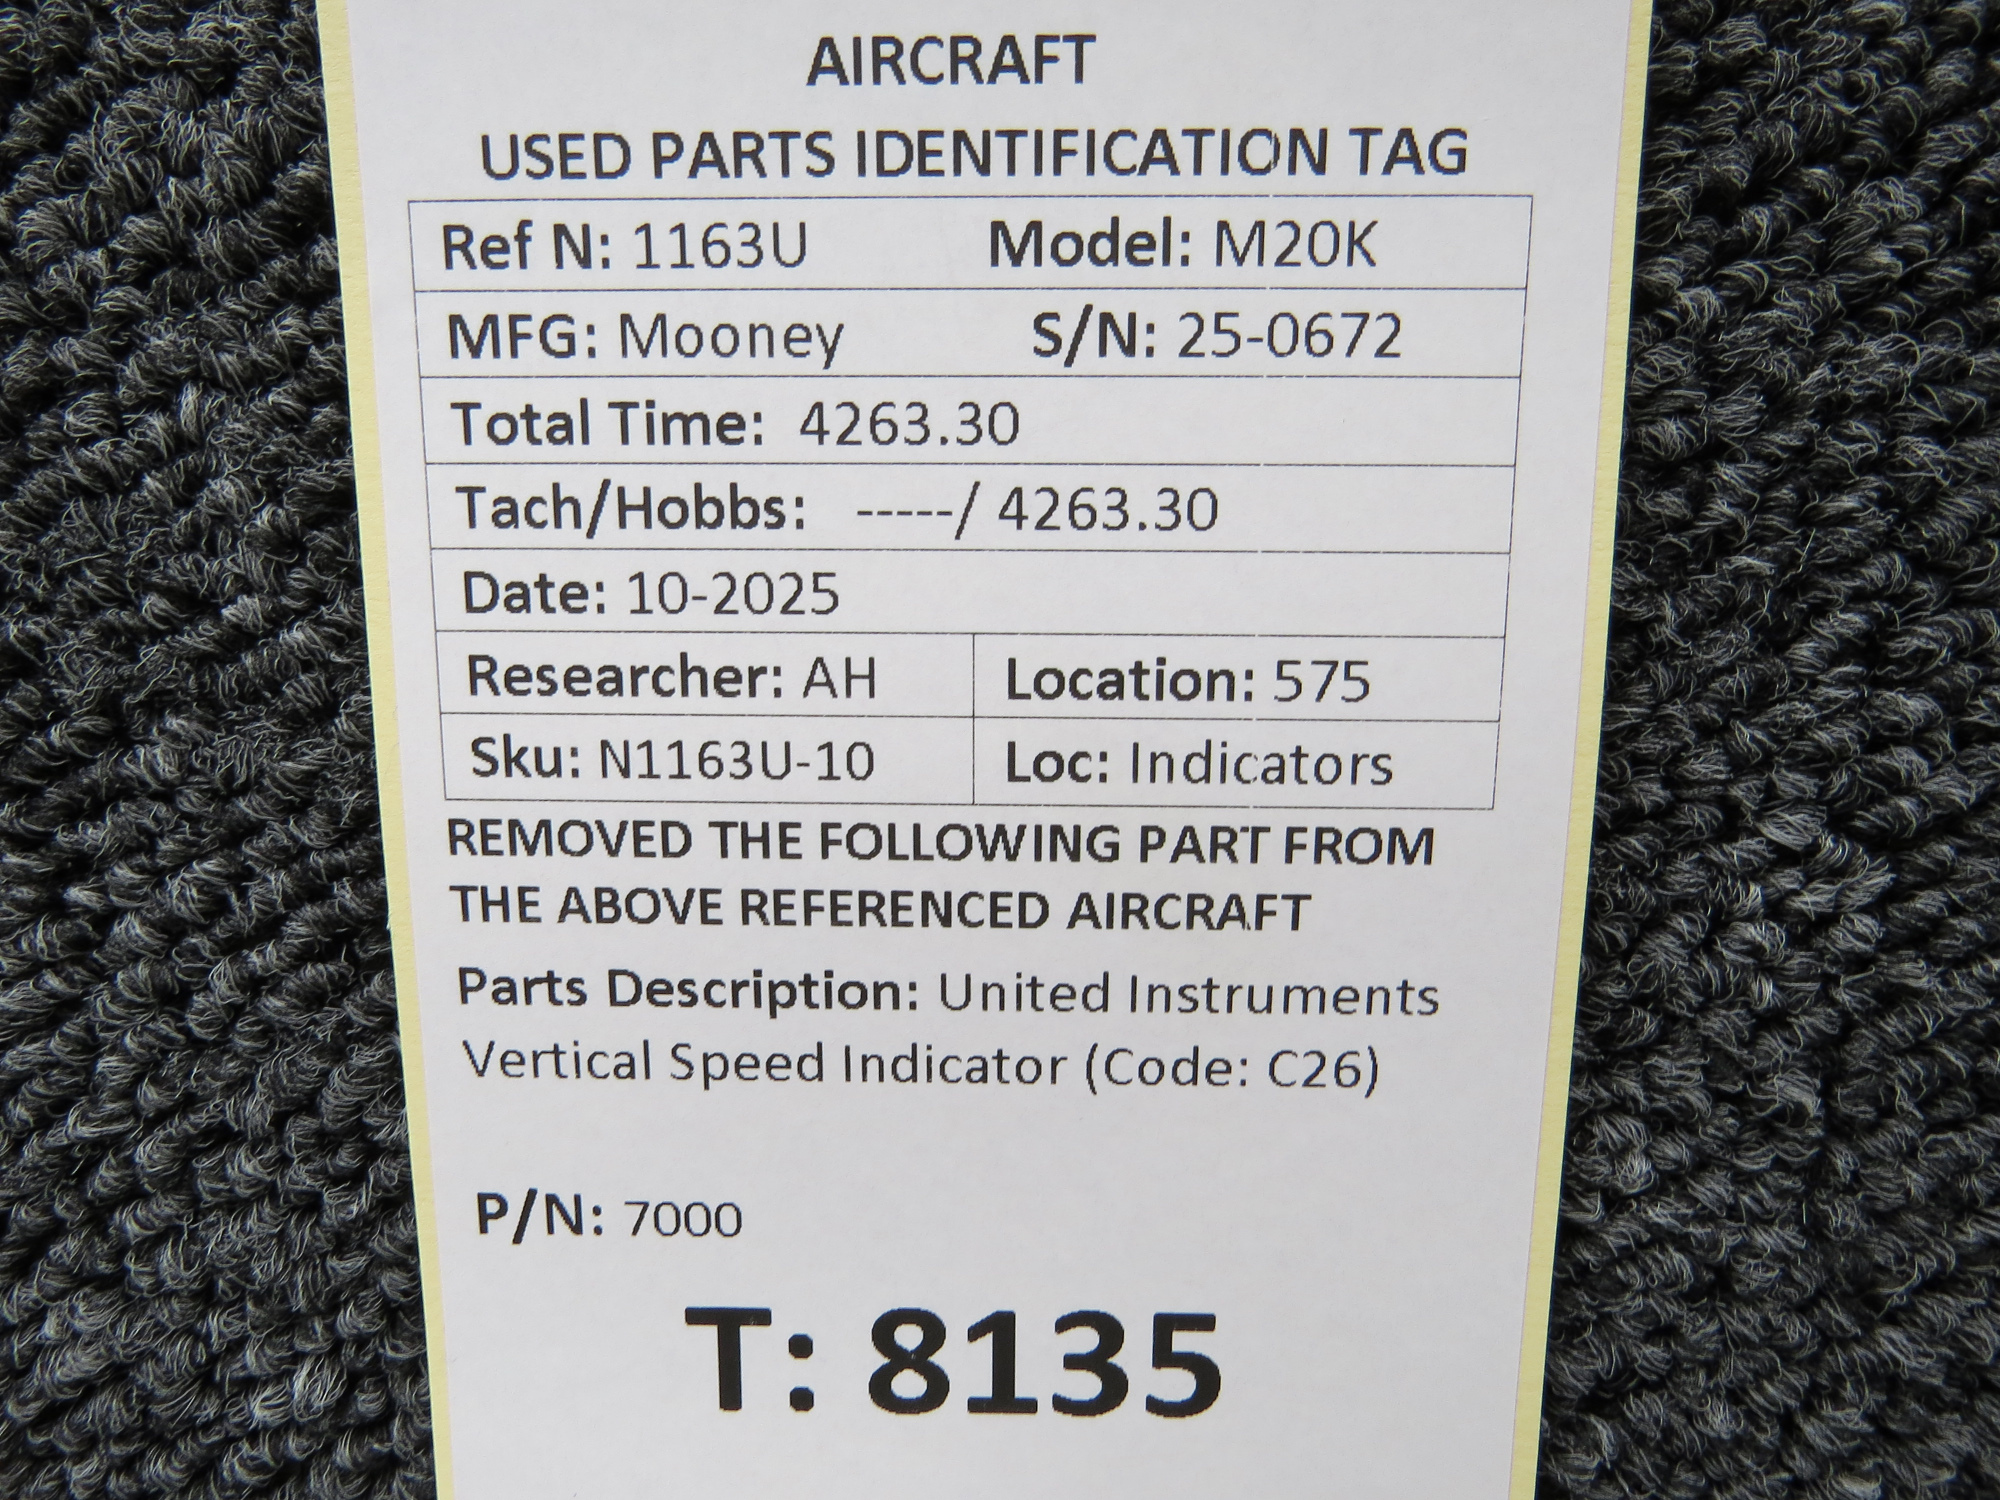 AIRCRAFT
USED PARTS IDENTIFICATION TAG
Ref N: 1163U Model: M20K
MFG: Mooney S/N: 25-0672
Total Time: 4263.30
Tach/Hobbs: -----/ 4263.30
Date: 10-2025
Researcher: AH Location: 575
Sku: N1163U-10 Loc: Indicators
REMOVED THE FOLLOWING PART FROM
THE ABOVE REFERENCED AIRCRAFT
Parts Description: United Instruments
Vertical Speed Indicator (Code: C26)
P/N: 7000
T: 8135